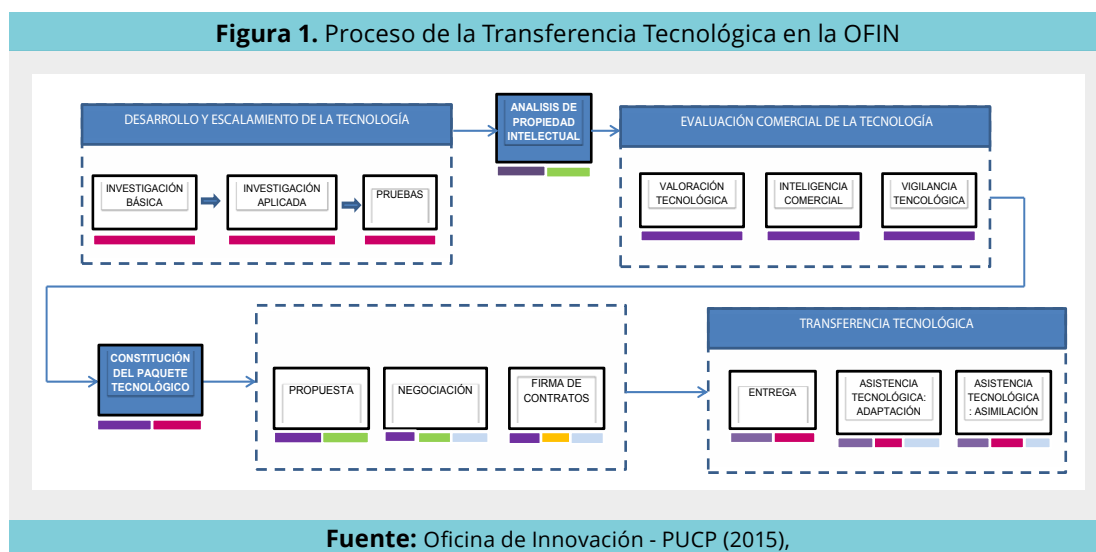 Figura 1. Proceso de la Transferencia Tecnológica en la OFIN
DESARROLLO Y ESCALAMIENTO DE LA TECNOLOGÍA
INVESTIGACIÓN
BÁSICA
INVESTIGACIÓN
APLICADA
PRUEBAS
ANALISIS DE
PROPIEDAD
INTELECTUAL
EVALUACIÓN COMERCIAL DE LA TECNOLOGÍA
VALORACIÓN
TECNOLÓGICA
INTELIGENCIA
COMERCIAL
VIGILANCIA
TENCOLÓGICA
CONSTITUCIÓN
DEL PAQUETE
TECNOLÓGICO
PROPUESTA
NEGOCIACIÓN
FIRMA DE
CONTRATOS
TRANSFERENCIA TECNOLÓGICA
ENTREGA
ASISTENCIA
TECNOLÓGICA:
ADAPTACIÓN
ASISTENCIA
TECNOLÓGICA
: ASIMILACIÓN
Fuente: Oficina de Innovación - PUCP (2015),